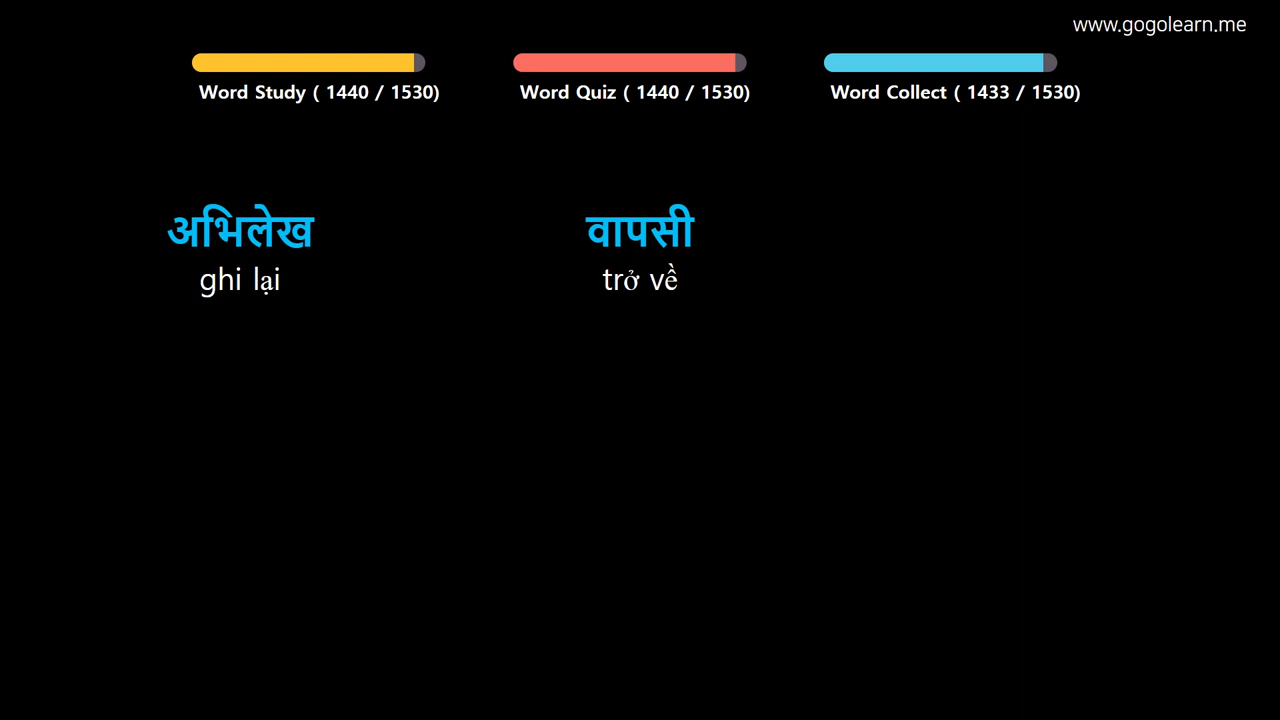 www.gogolearn.me
Word Study ( 1440 / 1530)
Word Quiz ( 1440 / 1530)
Word Collect ( 1433 / 1530)
अभिलेख
ghi lại
वापसी
trở về